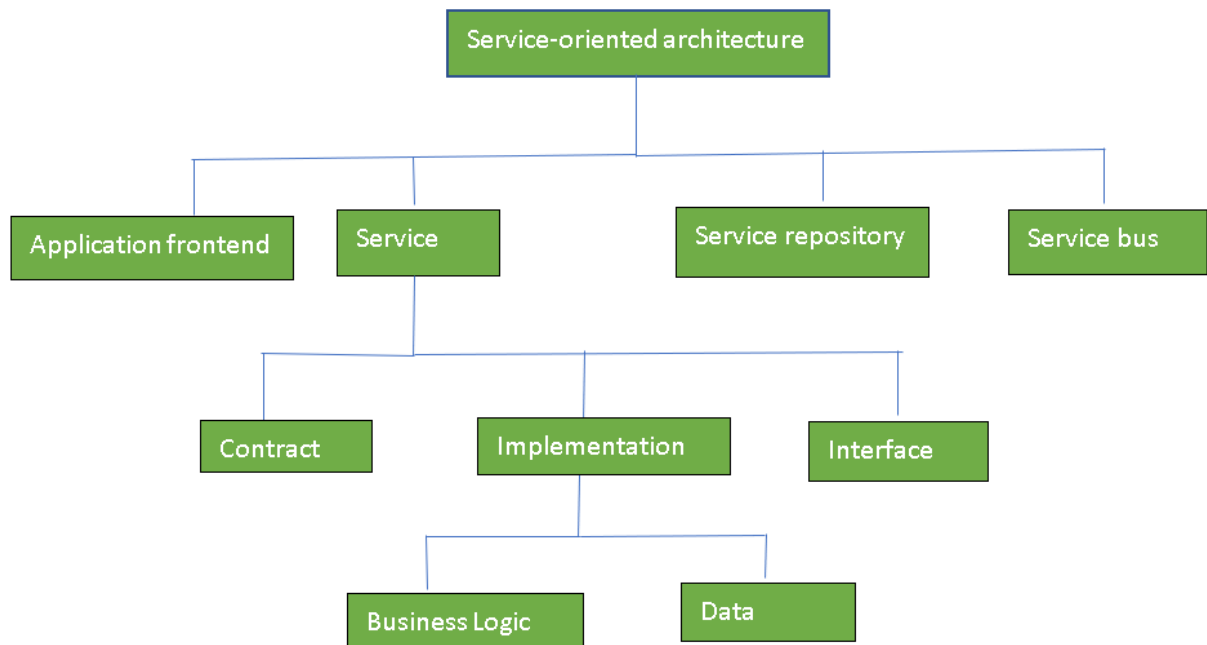 Service-oriented architecture
Application frontend
Service
Service repository
Service bus
Contract
Implementation
Interface
Business Logic
Data